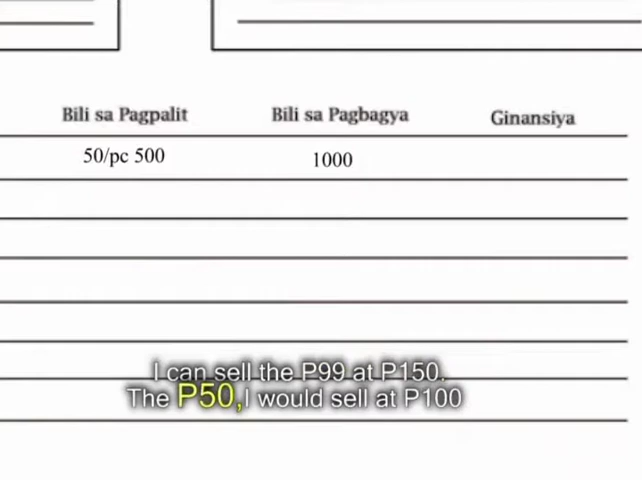 Bili sa Pagpalit Bili sa Pagbagya Ginansiya
50/pc 500 1000
I can sell the P99 at P150.
The P50, I would sell at P100